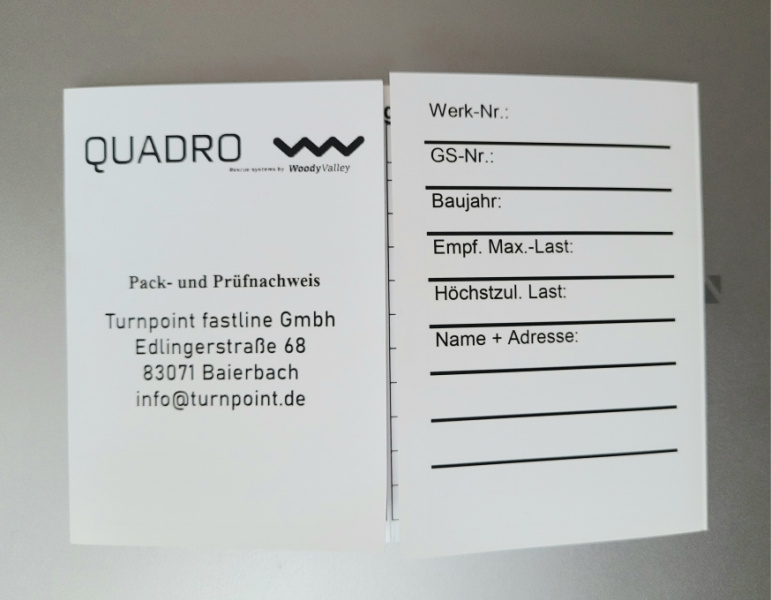 QUADRO
Rescue systems by WoodyValley
Pack- und Prüfnachweis
Turnpoint fastline Gmbh
Edlingerstraße 68
83071 Baierbach
info@turnpoint.de
Werk-Nr.:
GS-Nr.:
Baujahr:
Empf. Max.-Last:
Höchstzul. Last:
Name + Adresse: